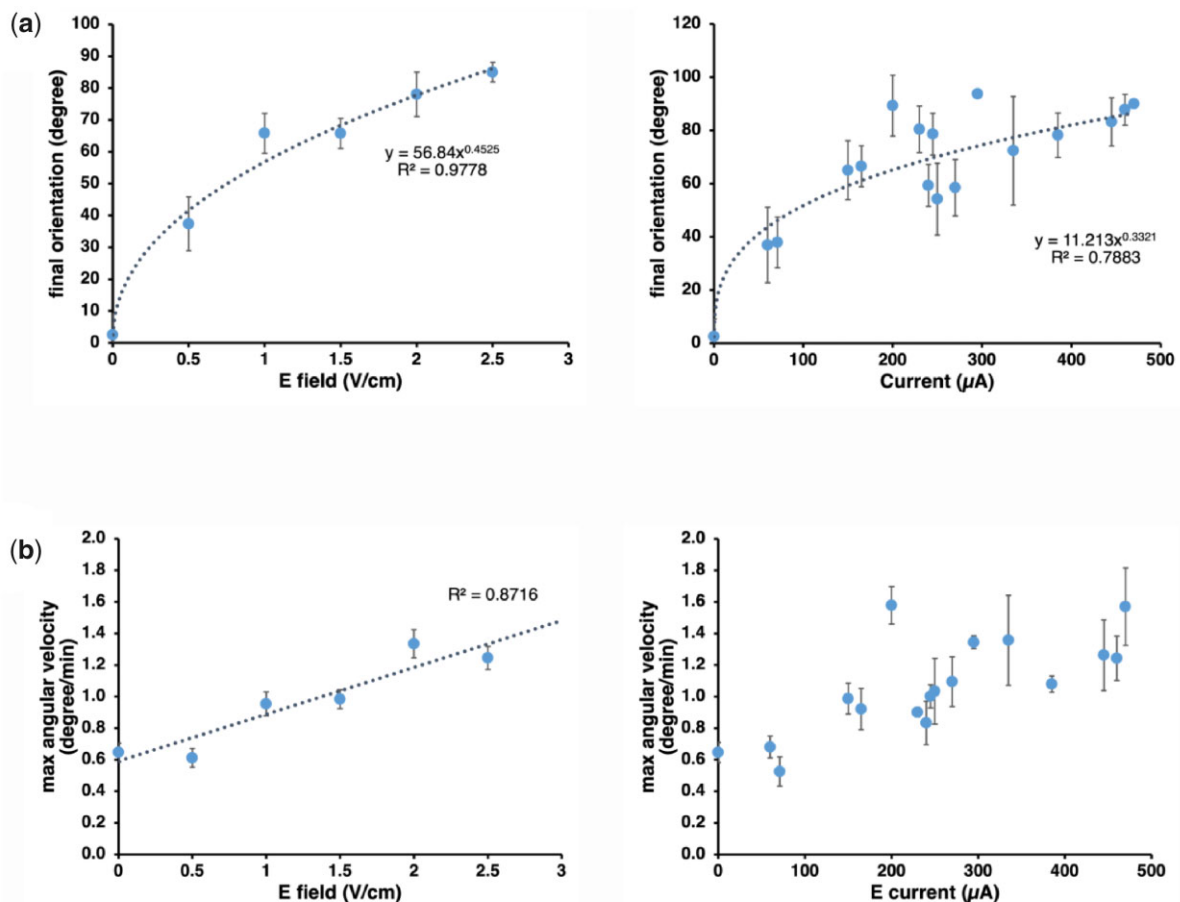 (a)
final orientation (degree)
100
90
80
70
60
50
40
30
20
10
0
y = 56.84x^0.4525
R² = 0.9778
0 0.5 1 1.5 2 2.5 3
E field (V/cm)
final orientation (degree)
120
100
80
60
40
20
0
y = 11.213x^0.3321
R² = 0.7883
0 100 200 300 400 500
Current (µA)
(b)
max angular velocity
(degree/min)
2.0
1.8
1.6
1.4
1.2
1.0
0.8
0.6
0.4
0.2
0.0
R² = 0.8716
0 0.5 1 1.5 2 2.5 3
E field (V/cm)
max angular velocity
(degree/min)
2.0
1.8
1.6
1.4
1.2
1.0
0.8
0.6
0.4
0.2
0.0
0 100 200 300 400 500
E current (µA)